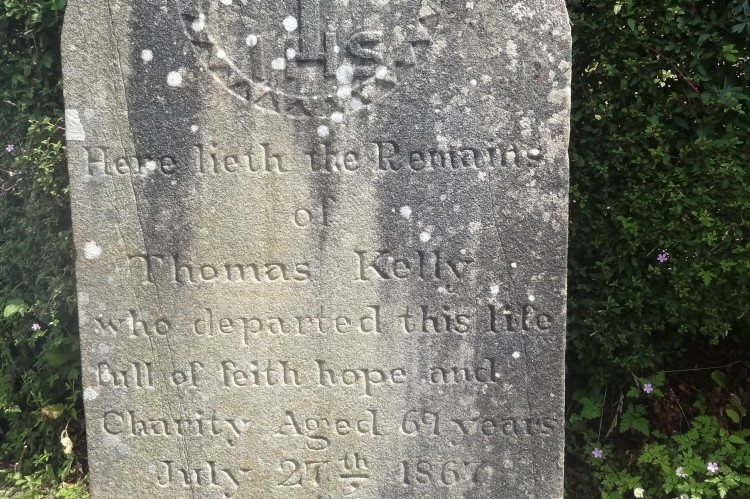 IHS
Here lieth the Remains
of
Thomas Kelly
who departed this life
full of feith hope and
Charity Aged 69 years
July 27th 1867